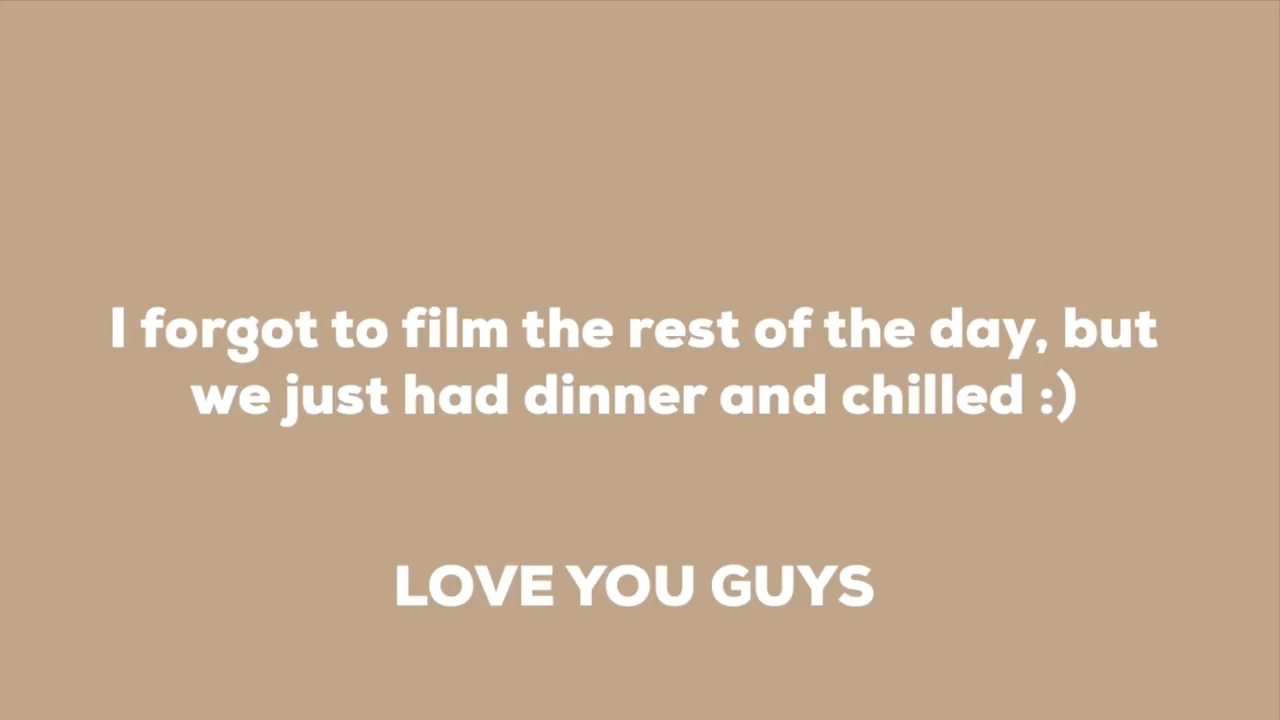 I forgot to film the rest of the day, but
we just had dinner and chilled :)
LOVE YOU GUYS